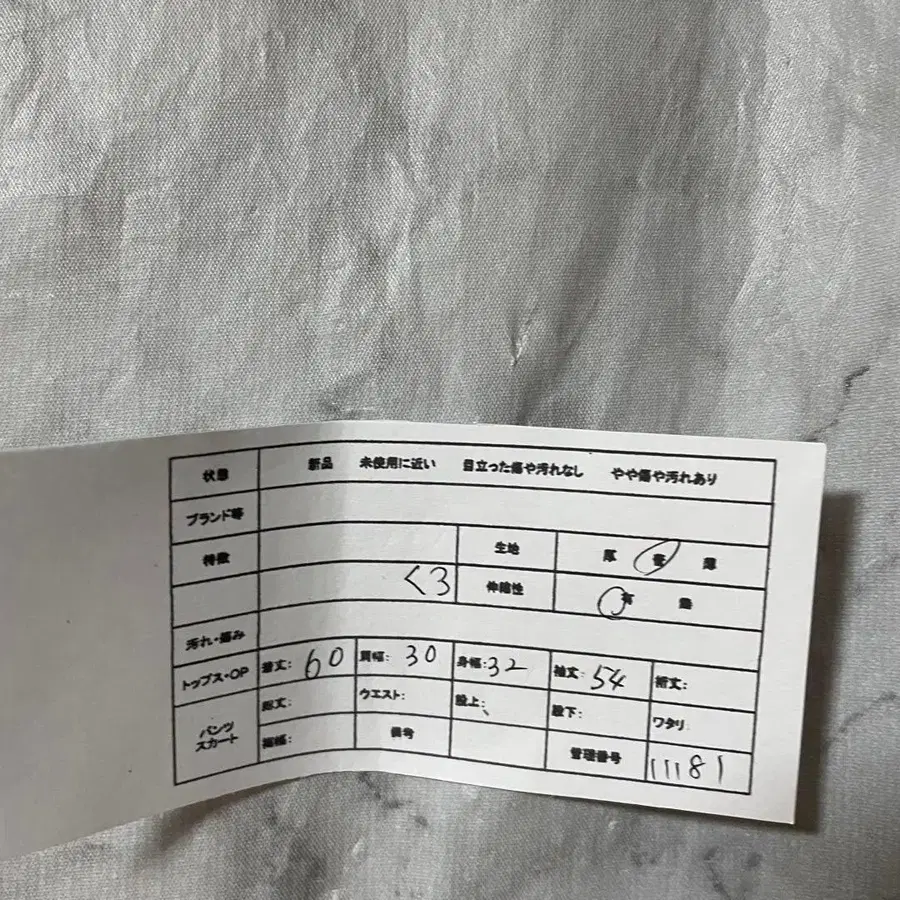 状態 新品 未使用に近い 目立った傷や汚れなし やや傷や汚れあり
ブランド等
特徴 生地 厚 普 薄
く3 伸縮性 有 無
汚れ・傷み
トップス・OP 着丈: 60 肩幅: 30 身幅: 32 袖丈: 54 裄丈:
パンツ スカート 総丈: ウエスト: 股上: 股下: ワタリ:
裾幅: 備考 管理番号 11181